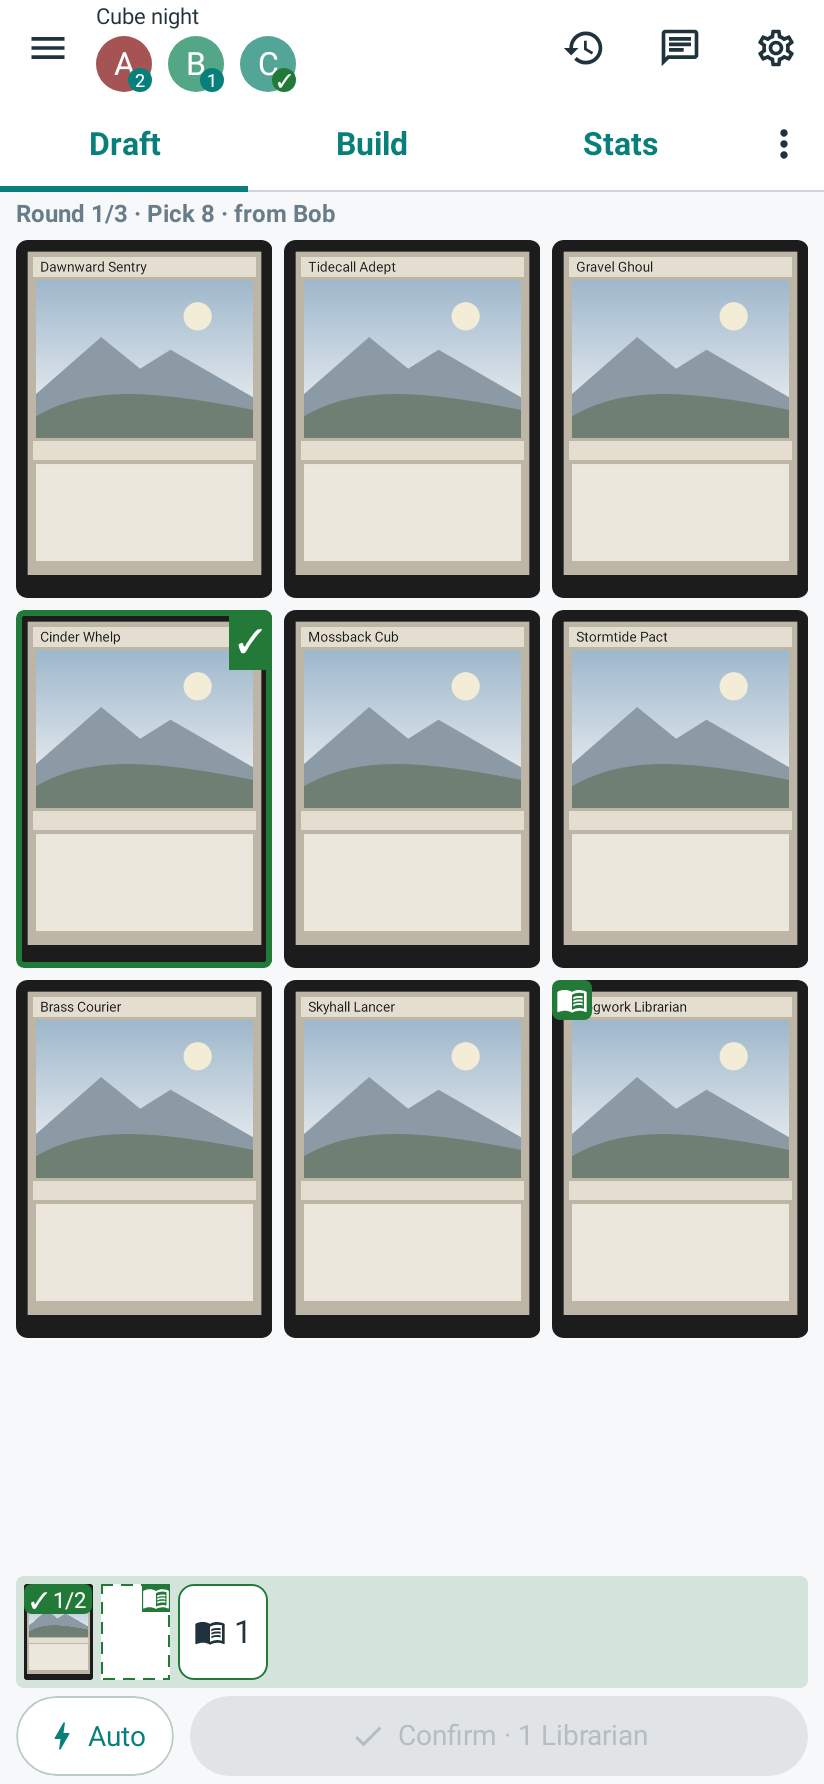 Cube night
A 2 B 1 C ✓
Draft Build Stats
Round 1/3 · Pick 8 · from Bob
Dawnward Sentry Tidecall Adept Gravel Ghoul
Cinder Whelp ✓ Mossback Cub Stormtide Pact
Brass Courier Skyhall Lancer gwork Librarian
✓ 1/2 1
Auto ✓ Confirm · 1 Librarian